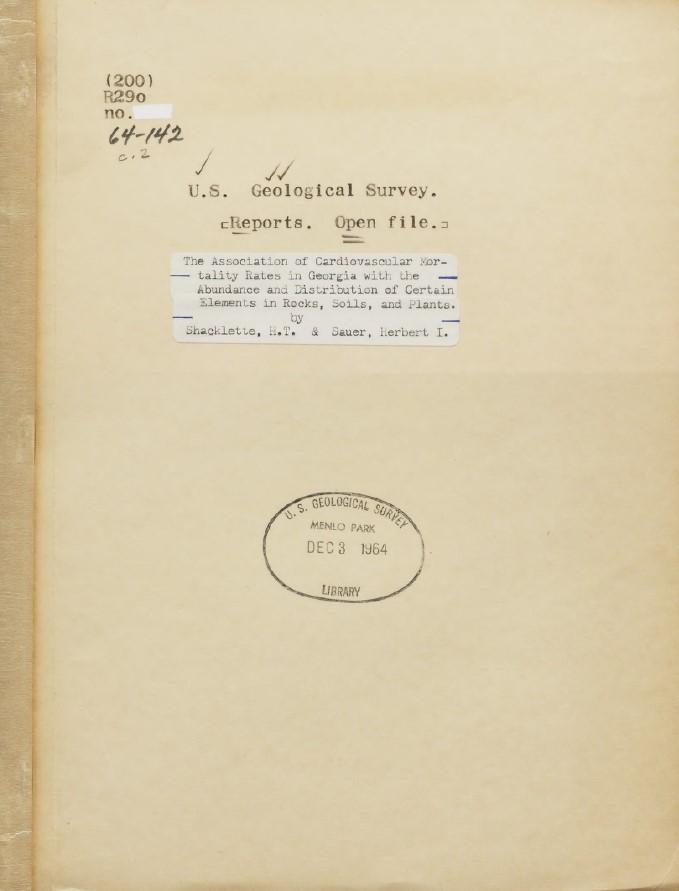 (200)
R29o
no.
64-142
c.2
U.S. Geological Survey.
[Reports. Open file.]
The Association of Cardiovascular Mor-
tality Rates in Georgia with the
Abundance and Distribution of Certain
Elements in Rocks, Soils, and Plants.
by
Shacklette, H.T. & Sauer, Herbert I.
U. S. GEOLOGICAL SURVEY
MENLO PARK
DEC 3 1964
LIBRARY